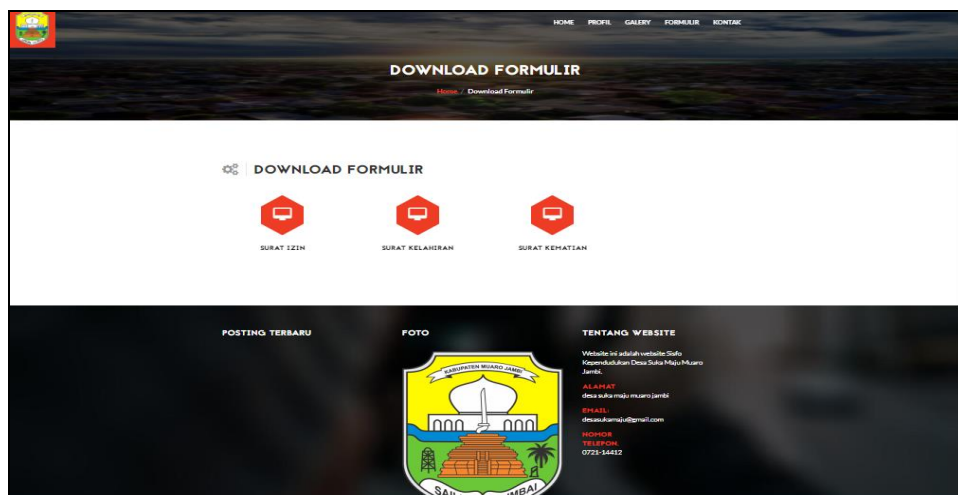 HOME PROFIL GALERY FORMULIR KONTAK
DOWNLOAD FORMULIR
Home / Download Formulir
DOWNLOAD FORMULIR
SURAT IZIN
SURAT KELAHIRAN
SURAT KEMATIAN
POSTING TERBARU
FOTO
KABUPATEN MUARO JAMBI
TENTANG WEBSITE
Website ini adalah website Sisfo
Kependudukan Desa Suka Maju Muaro
Jambi.
ALAMAT
desa suka maju muaro jambi
EMAIL:
desasukamaju@gmail.com
NOMOR
TELEPON.
0721-14412